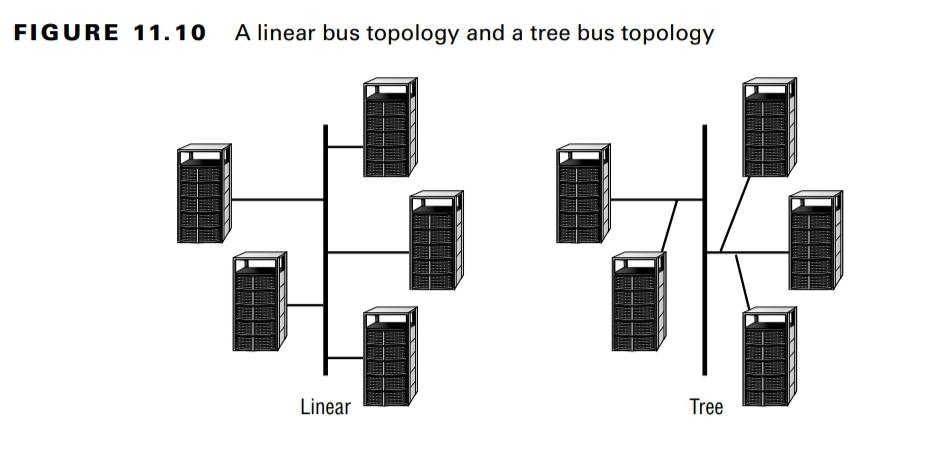 FIGURE 11.10 A linear bus topology and a tree bus topology
Linear
Tree